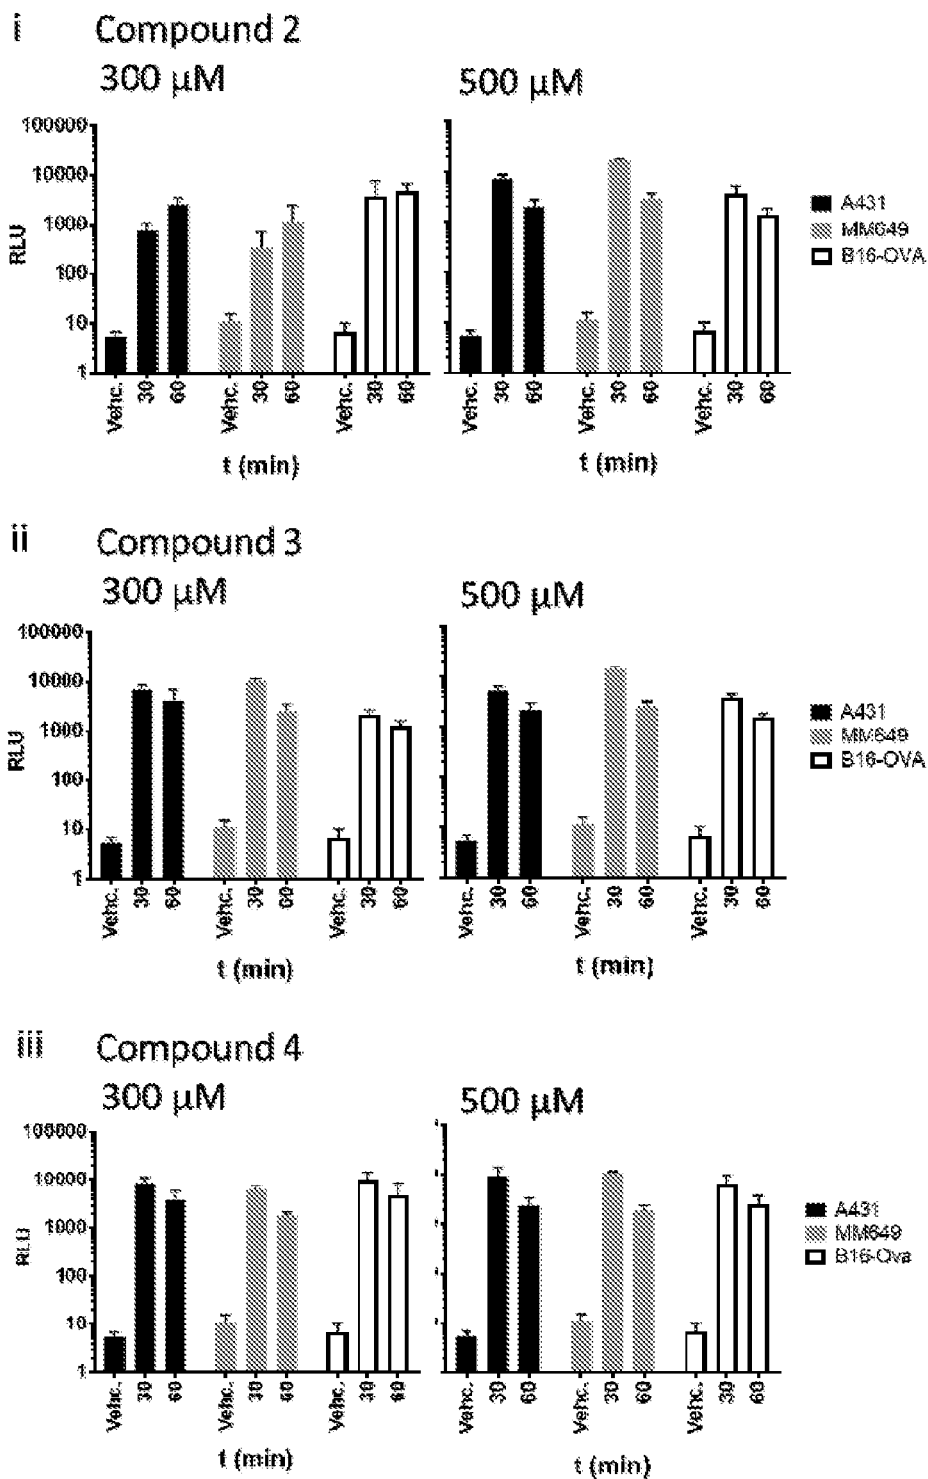 i Compound 2
300 µM 500 µM
100000
10000
1000
100
10
1
RLU
Vehc. 30 60 Vehc. 30 60 Vehc. 30 60
Vehc. 30 60 Vehc. 30 60 Vehc. 30 60
t (min) t (min)
A431
MM649
B16-OVA
ii Compound 3
300 µM 500 µM
100000
10000
1000
100
10
1
RLU
Vehc. 30 60 Vehc. 30 60 Vehc. 30 60
Vehc. 30 60 Vehc. 30 60 Vehc. 30 60
t (min) t (min)
A431
MM649
B16-OVA
iii Compound 4
300 µM 500 µM
100000
10000
1000
100
10
1
RLU
Vehc. 30 60 Vehc. 30 60 Vehc. 30 60
Vehc. 30 60 Vehc. 30 60 Vehc. 30 60
t (min) t (min)
A431
MM649
B16-Ova